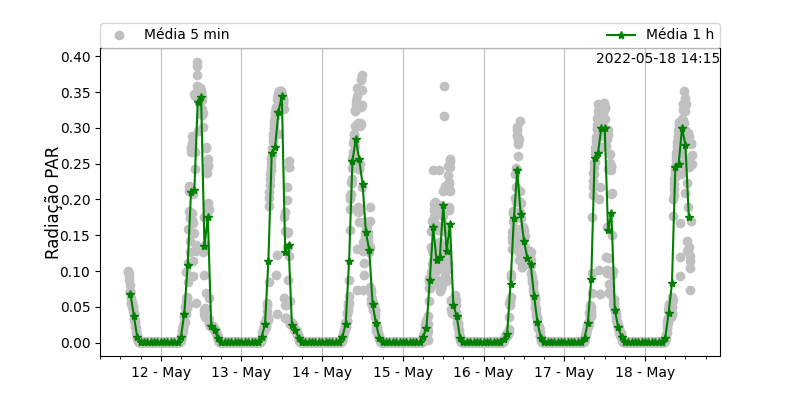 Média 5 min
Média 1 h
2022-05-18 14:15
Radiação PAR
0.40
0.35
0.30
0.25
0.20
0.15
0.10
0.05
0.00
12 - May
13 - May
14 - May
15 - May
16 - May
17 - May
18 - May